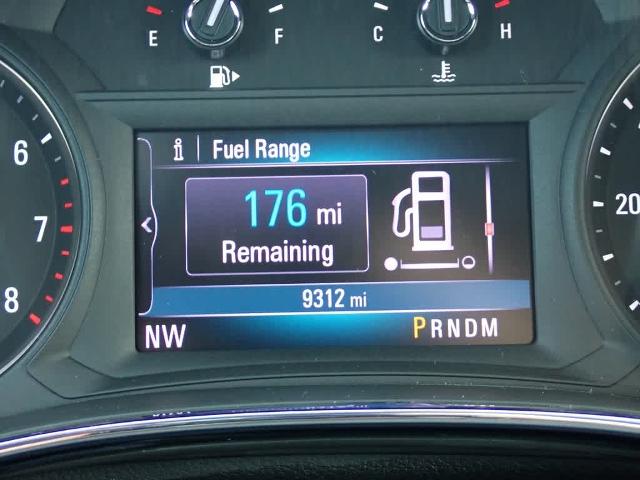 E F C H
i Fuel Range
6
176 mi
20
7
Remaining
8
9312 mi
NW PRNDM